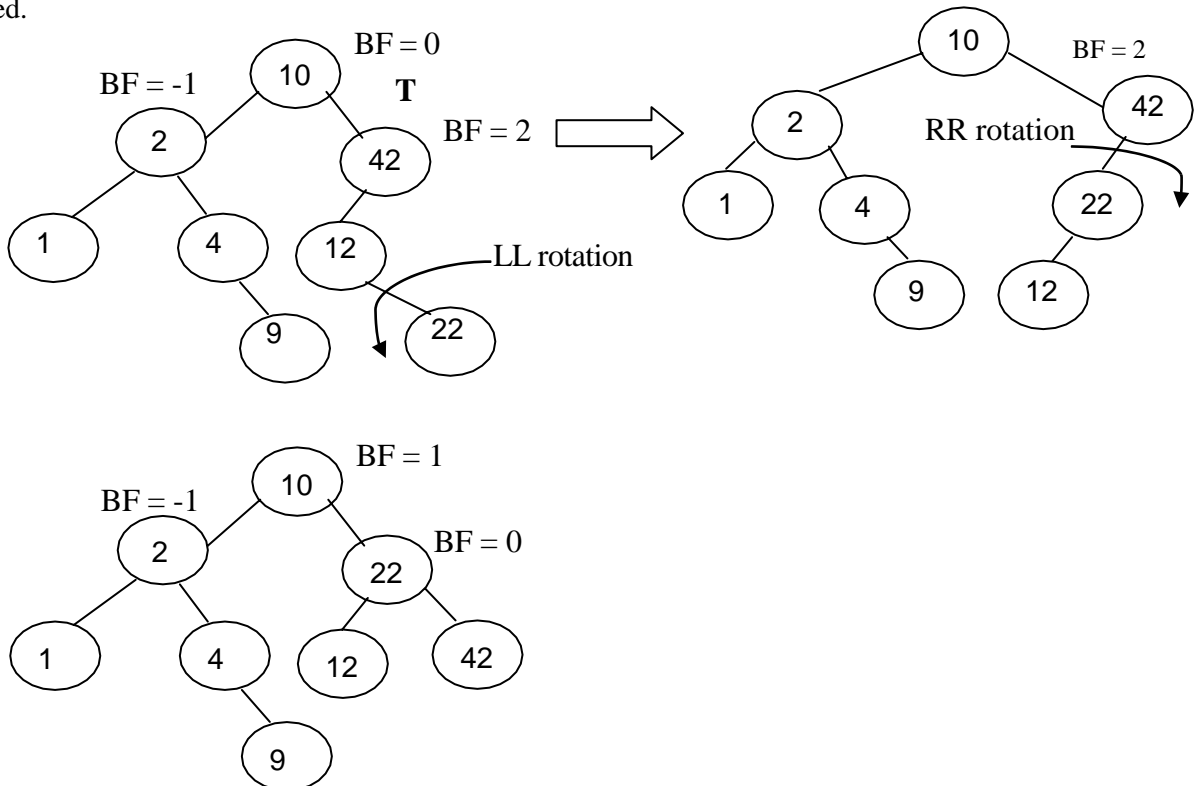 ed.
BF = 0
10
BF = -1
T
2
BF = 2
42
1
4
12
LL rotation
9
22
10
BF = 2
42
2
RR rotation
1
4
22
9
12
BF = 1
10
BF = -1
BF = 0
2
22
1
4
12
42
9